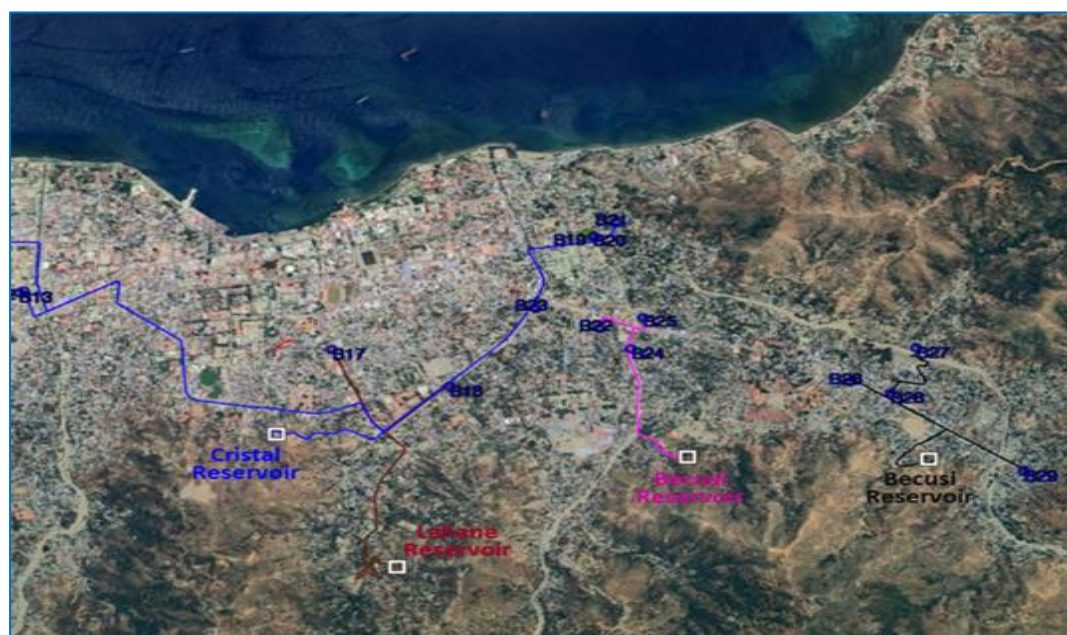 B21
B19
B20
B13
B23
B22
B25
B17
B24
B27
B18
B26
B28
B29
Cristal
Reservoir
Becusi
Reservoir
Becusi
Reservoir
Lahane
Reservoir